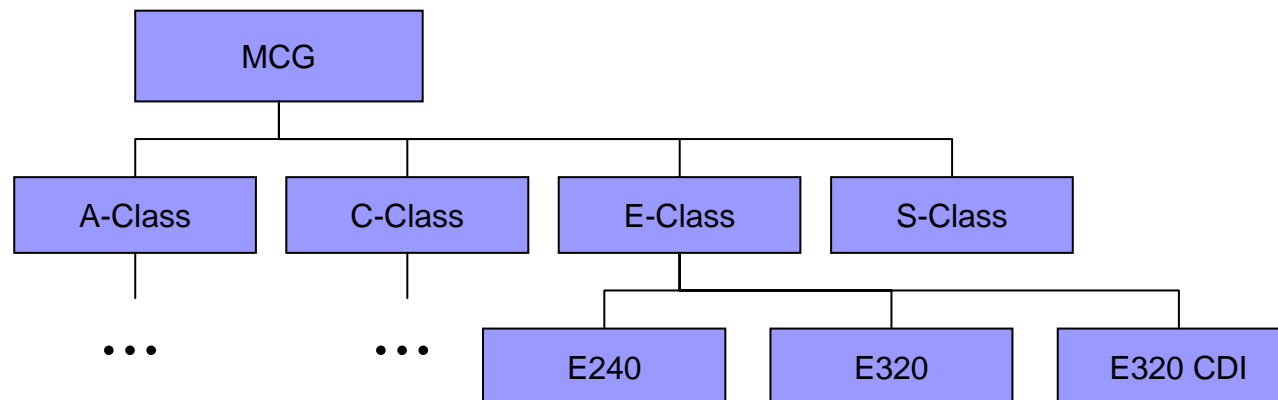 MCG
A-Class
C-Class
E-Class
S-Class
...
...
E240
E320
E320 CDI